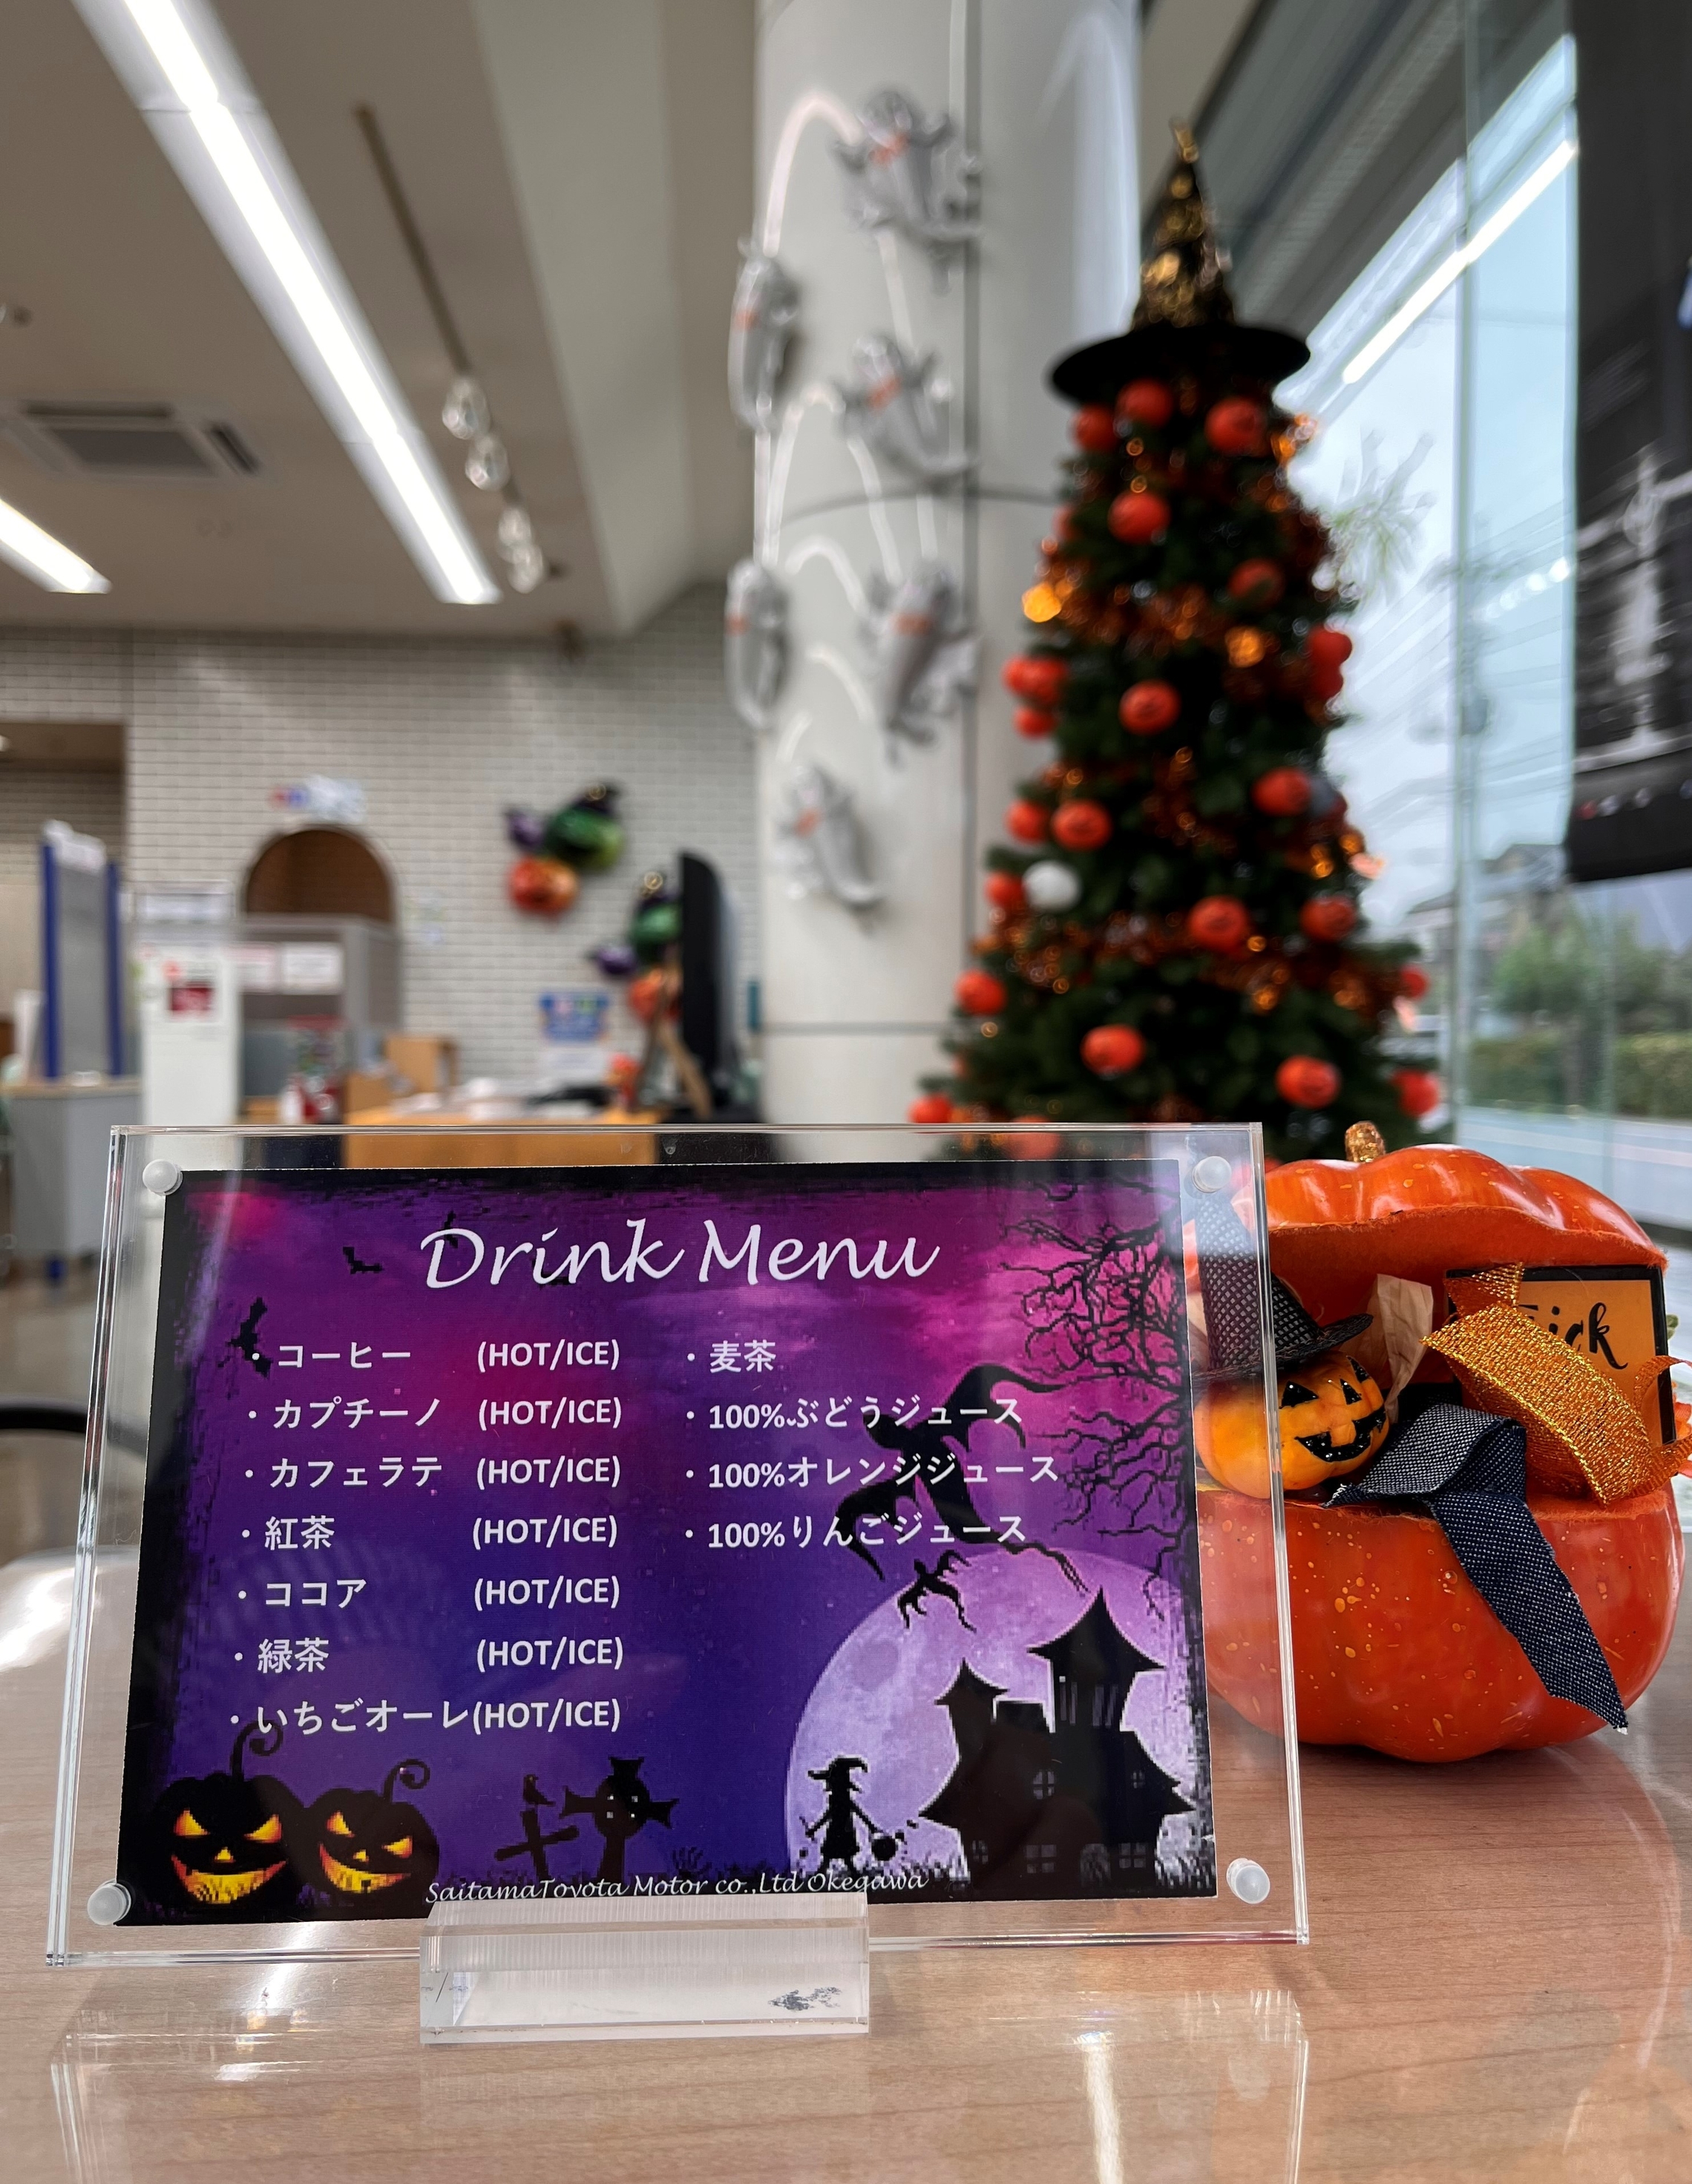 Drink Menu
・コーヒー (HOT/ICE)
・カプチーノ (HOT/ICE)
・カフェラテ (HOT/ICE)
・紅茶 (HOT/ICE)
・ココア (HOT/ICE)
・緑茶 (HOT/ICE)
・いちごオーレ(HOT/ICE)
・麦茶
・100%ぶどうジュース
・100%オレンジジュース
・100%りんごジュース
SaitamaToyota Motor co.,Ltd Okegawa